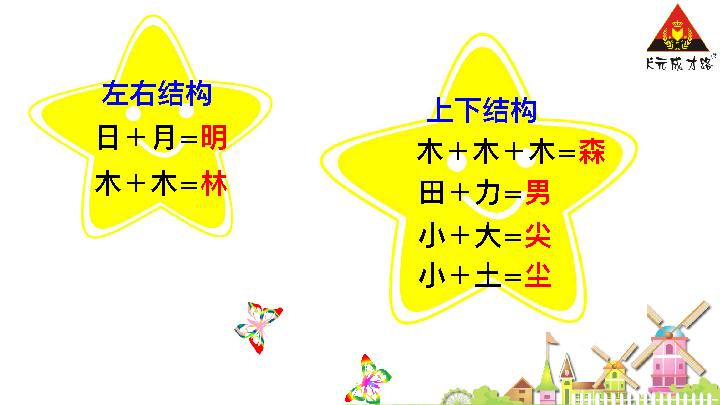 左右结构
日＋月=明
木＋木=林
上下结构
木＋木＋木=森
田＋力=男
小＋大=尖
小＋土=尘
状元成才路